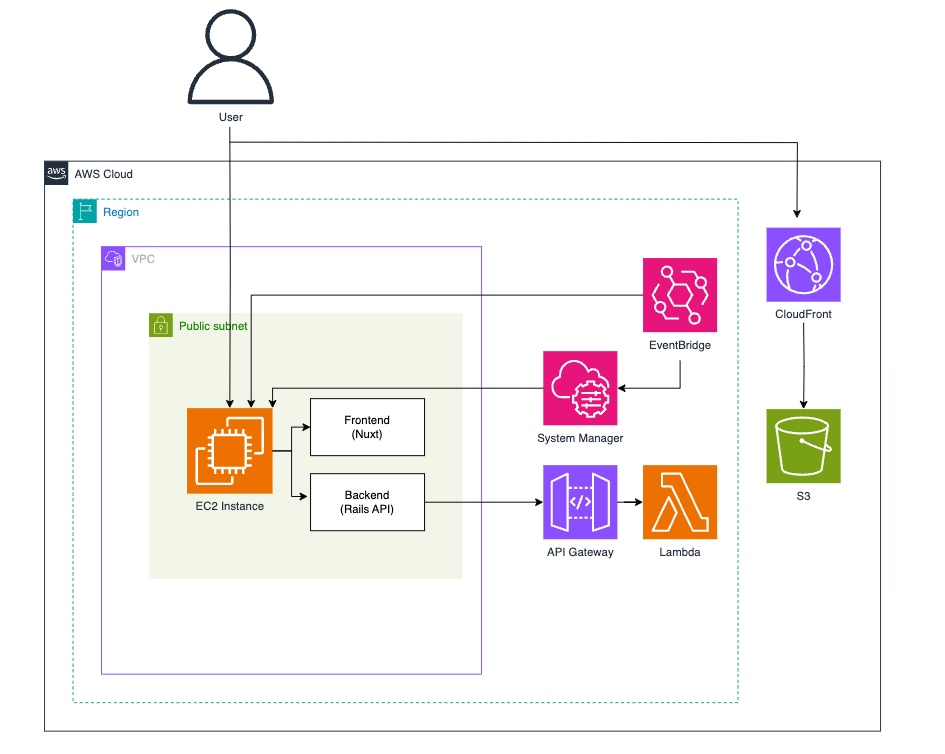 User
aws
AWS Cloud
Region
VPC
Public subnet
EventBridge
CloudFront
System Manager
Frontend
(Nuxt)
EC2 Instance
Backend
(Rails API)
</>
API Gateway
Lambda
S3